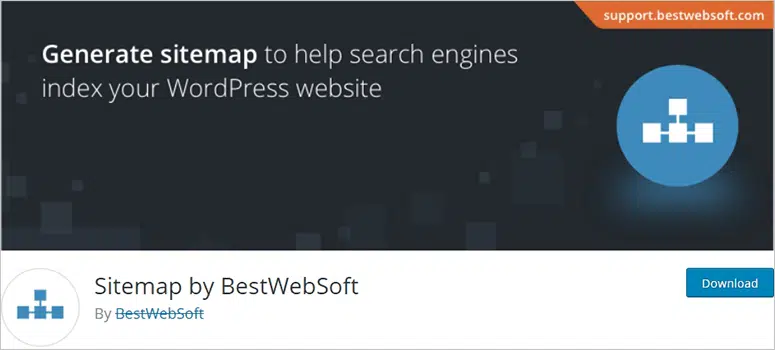 support.bestwebsoft.com
Generate sitemap to help search engines
index your WordPress website
Sitemap by BestWebSoft
Download
By BestWebSoft